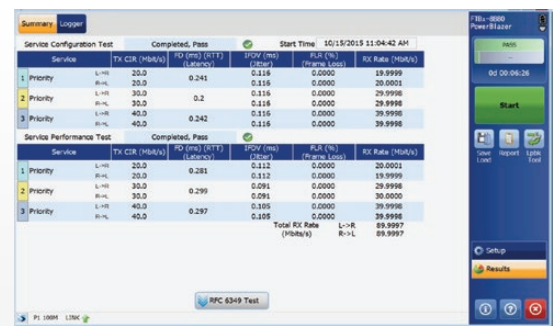 Summary Logger
FTBx-8880
PowerBlazer
Service Configuration Test Completed, Pass Start Time 10/15/2015 11:04:42 AM
Service TX CIR (Mbit/s) FD (ms) (RTT) (Latency) IFDV (ms) (Jitter) FLR (%) (Frame Loss) RX Rate (Mbit/s)
1 Priority L->R 20.0 0.241 0.116 0.0000 19.9999
R->L 20.0 0.116 0.0000 20.0001
2 Priority L->R 30.0 0.2 0.116 0.0000 29.9998
R->L 30.0 0.116 0.0000 29.9998
3 Priority L->R 40.0 0.242 0.116 0.0000 39.9998
R->L 40.0 0.116 0.0000 39.9998
Service Performance Test Completed, Pass
Service TX CIR (Mbit/s) FD (ms) (RTT) (Latency) IFDV (ms) (Jitter) FLR (%) (Frame Loss) RX Rate (Mbit/s)
1 Priority L->R 20.0 0.281 0.112 0.0000 20.0001
R->L 20.0 0.112 0.0000 19.9999
2 Priority L->R 30.0 0.299 0.091 0.0000 29.9998
R->L 30.0 0.091 0.0000 30.0000
3 Priority L->R 40.0 0.297 0.105 0.0000 39.9998
R->L 40.0 0.105 0.0000 39.9998
Total RX Rate L->R 89.9997
(Mbits/s) R->L 89.9997
RFC 6349 Test
P1 100M LINK
PASS
--
0d 00:06:26
Start
Save Load
Report
Lpbk Tool
Setup
Results